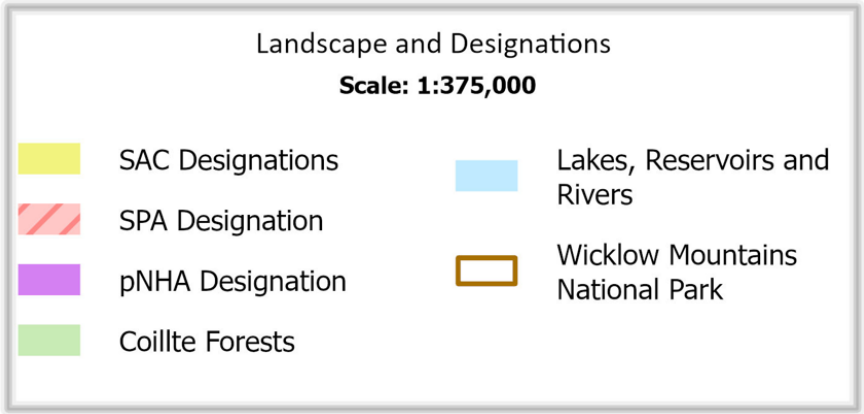 Landscape and Designations
Scale: 1:375,000
SAC Designations
SPA Designation
pNHA Designation
Coillte Forests
Lakes, Reservoirs and
Rivers
Wicklow Mountains
National Park